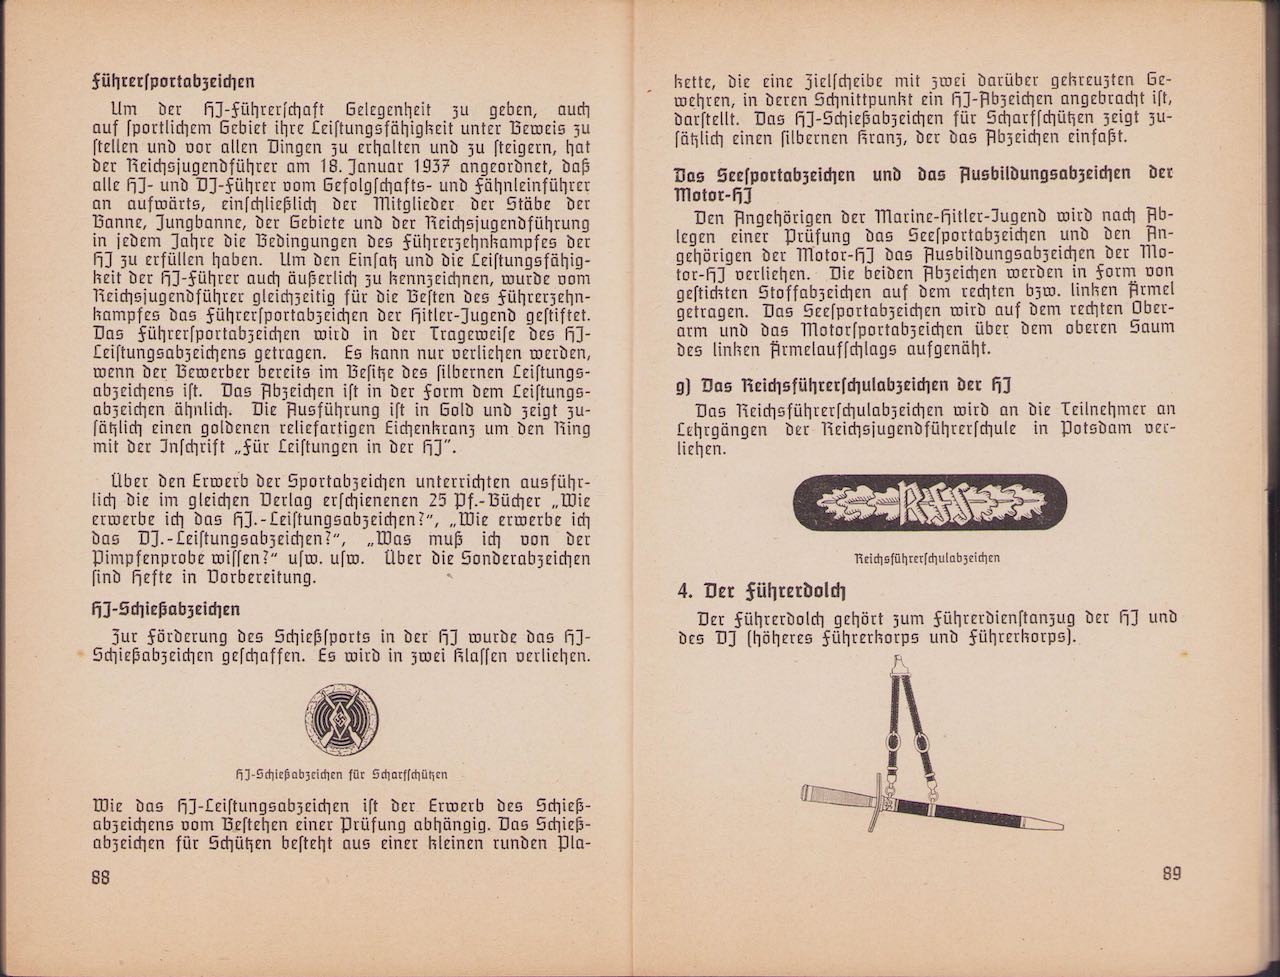 Führersportabzeichen
Um der HJ-Führerschaft Gelegenheit zu geben, auch
auf sportlichem Gebiet ihre Leistungsfähigkeit unter Beweis zu
stellen und vor allen Dingen zu erhalten und zu steigern, hat
der Reichsjugendführer am 18. Januar 1937 angeordnet, daß
alle HJ- und DJ-Führer vom Gefolgschafts- und Fähnleinführer
an aufwärts, einschließlich der Mitglieder der Stäbe der
Banne, Jungbanne, der Gebiete und der Reichsjugendführung
in jedem Jahre die Bedingungen des Führerzehnkampfes der
HJ zu erfüllen haben. Um den Einsatz und die Leistungsfähig-
keit der HJ-Führer auch äußerlich zu kennzeichnen, wurde vom
Reichsjugendführer gleichzeitig für die Besten des Führerzehn-
kampfes das Führersportabzeichen der Hitler-Jugend gestiftet.
Das Führersportabzeichen wird in der Trageweise des HJ-
Leistungsabzeichens getragen. Es kann nur verliehen werden,
wenn der Bewerber bereits im Besitze des silbernen Leistungs-
abzeichens ist. Das Abzeichen ist in der Form dem Leistungs-
abzeichen ähnlich. Die Ausführung ist in Gold und zeigt zu-
sätzlich einen goldenen reliefartigen Eichenkranz um den Ring
mit der Inschrift „Für Leistungen in der HJ“.
Über den Erwerb der Sportabzeichen unterrichten ausführ-
lich die im gleichen Verlag erschienenen 25 Pf.-Bücher „Wie
erwerbe ich das HJ.-Leistungsabzeichen?“, „Wie erwerbe ich
das DJ.-Leistungsabzeichen?“, „Was muß ich von der
Pimpfenprobe wissen?“ usw. usw. Über die Sonderabzeichen
sind Hefte in Vorbereitung.
HJ-Schießabzeichen
Zur Förderung des Schießsports in der HJ wurde das HJ-
Schießabzeichen geschaffen. Es wird in zwei Klassen verliehen.
HJ-Schießabzeichen für Scharfschützen
Wie das HJ-Leistungsabzeichen ist der Erwerb des Schieß-
abzeichens vom Bestehen einer Prüfung abhängig. Das Schieß-
abzeichen für Schützen besteht aus einer kleinen runden Pla-
88
kette, die eine Zielscheibe mit zwei darüber gekreuzten Ge-
wehren, in deren Schnittpunkt ein HJ-Abzeichen angebracht ist,
darstellt. Das HJ-Schießabzeichen für Scharfschützen zeigt zu-
sätzlich einen silbernen Kranz, der das Abzeichen einfaßt.
Das Seesportabzeichen und das Ausbildungsabzeichen der
Motor-HJ
Den Angehörigen der Marine-Hitler-Jugend wird nach Ab-
legen einer Prüfung das Seesportabzeichen und den An-
gehörigen der Motor-HJ das Ausbildungsabzeichen der Mo-
tor-HJ verliehen. Die beiden Abzeichen werden in Form von
gestickten Stoffabzeichen auf dem rechten bzw. linken Ärmel
getragen. Das Seesportabzeichen wird auf dem rechten Ober-
arm und das Motorsportabzeichen über dem oberen Saum
des linken Ärmelaufschlags aufgenäht.
g) Das Reichsführerschulabzeichen der HJ
Das Reichsführerschulabzeichen wird an die Teilnehmer an
Lehrgängen der Reichsjugendführerschule in Potsdam ver-
liehen.
RFS
Reichsführerschulabzeichen
4. Der Führerdolch
Der Führerdolch gehört zum Führerdienstanzug der HJ und
des DJ (höheres Führerkorps und Führerkorps).
89